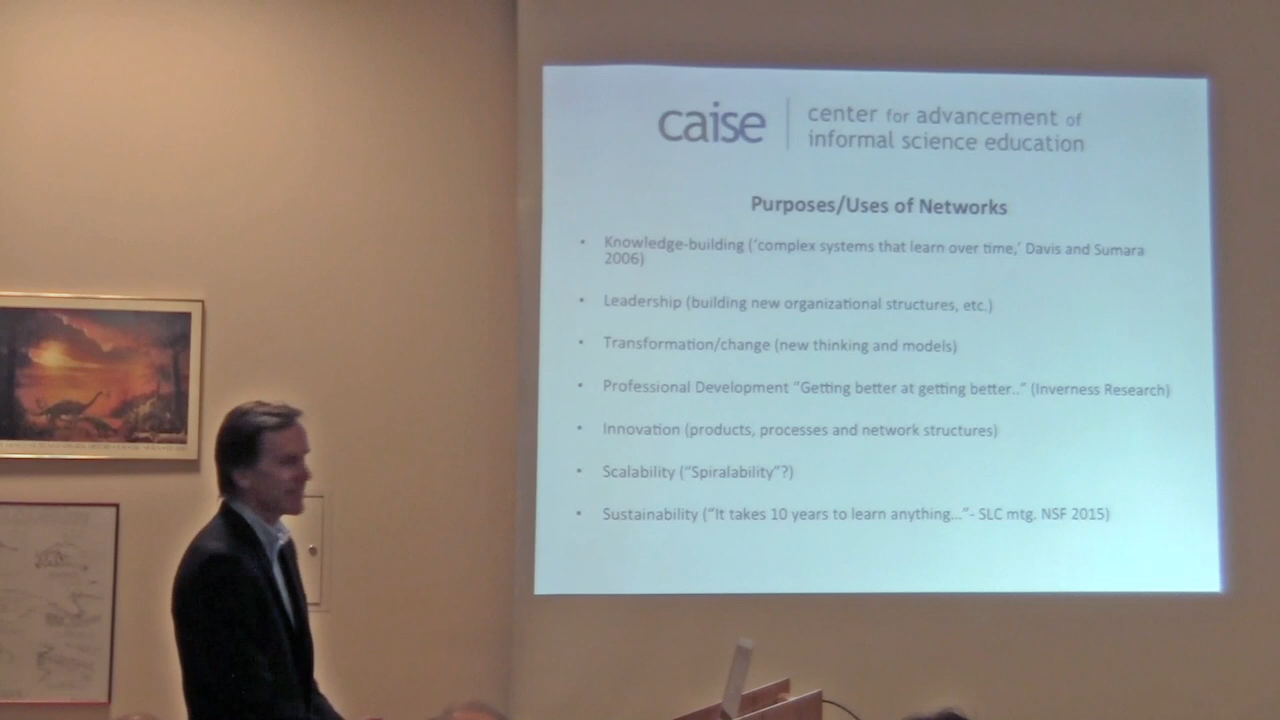 caise
center for advancement of
informal science education
Purposes/Uses of Networks
• Knowledge-building (‘complex systems that learn over time,’ Davis and Sumara
2006)
• Leadership (building new organizational structures, etc.)
• Transformation/change (new thinking and models)
• Professional Development “Getting better at getting better..” (Inverness Research)
• Innovation (products, processes and network structures)
• Scalability (“Spiralability”?)
• Sustainability (“It takes 10 years to learn anything…”- SLC mtg. NSF 2015)